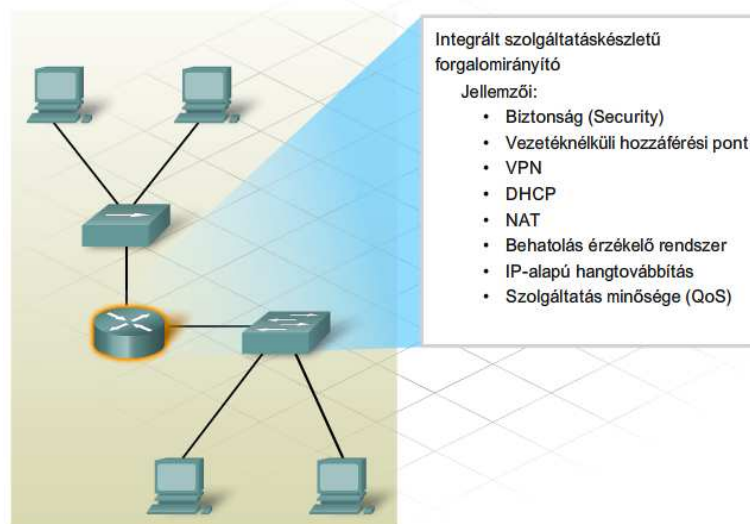 Integrált szolgáltatáskészletű
forgalomirányító
Jellemzői:
• Biztonság (Security)
• Vezetéknélküli hozzáférési pont
• VPN
• DHCP
• NAT
• Behatolás érzékelő rendszer
• IP-alapú hangtovábbítás
• Szolgáltatás minősége (QoS)